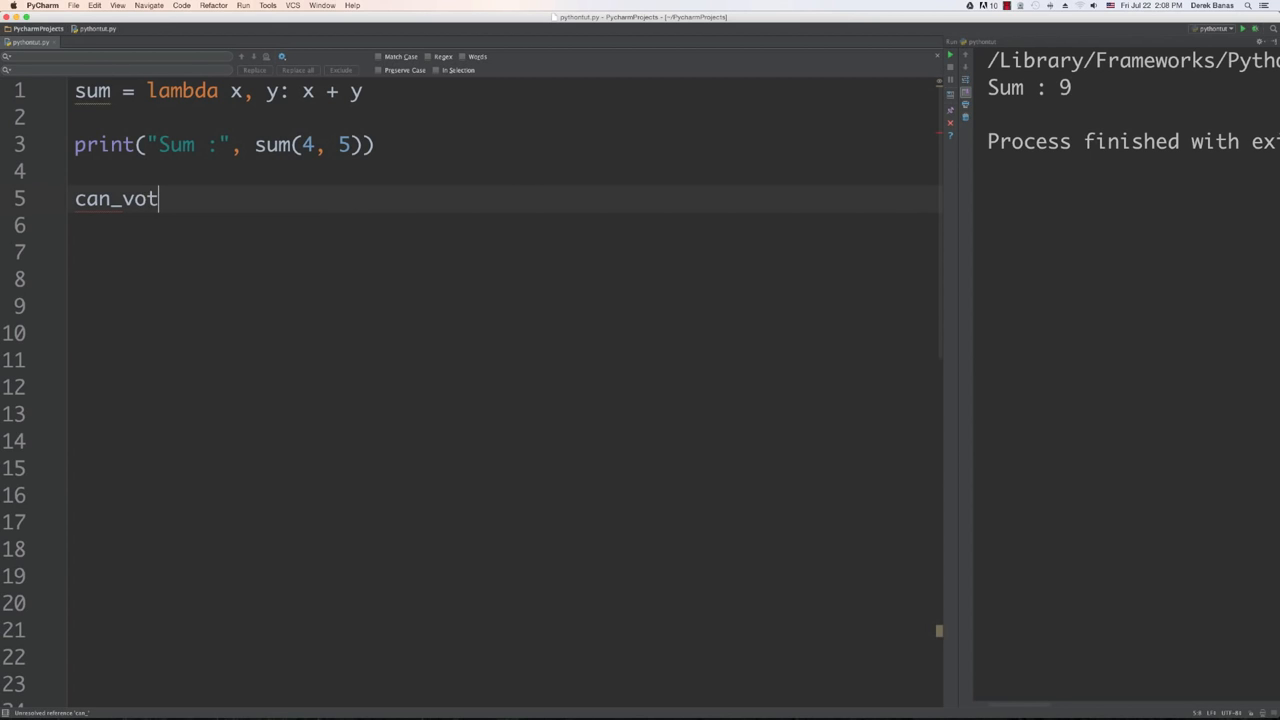 PyCharm File Edit View Navigate Code Refactor Run Tools VCS Window Help 10 Fri Jul 22 2:08 PM Derek Banas
pythontut.py - PycharmProjects - [~/PycharmProjects]
PycharmProjects pythontut.py pythontut
pythontut.py Run pythontut
Match Case Regex Words
Replace Replace all Exclude Preserve Case In Selection
1 sum = lambda x, y: x + y
2
3 print("Sum :", sum(4, 5))
4
5 can_vot
6
7
8
9
10
11
12
13
14
15
16
17
18
19
20
21
22
23
/Library/Frameworks/Pytho
Sum : 9
Process finished with ex
Unresolved reference 'can_' 5:8 LF÷ UTF-8÷